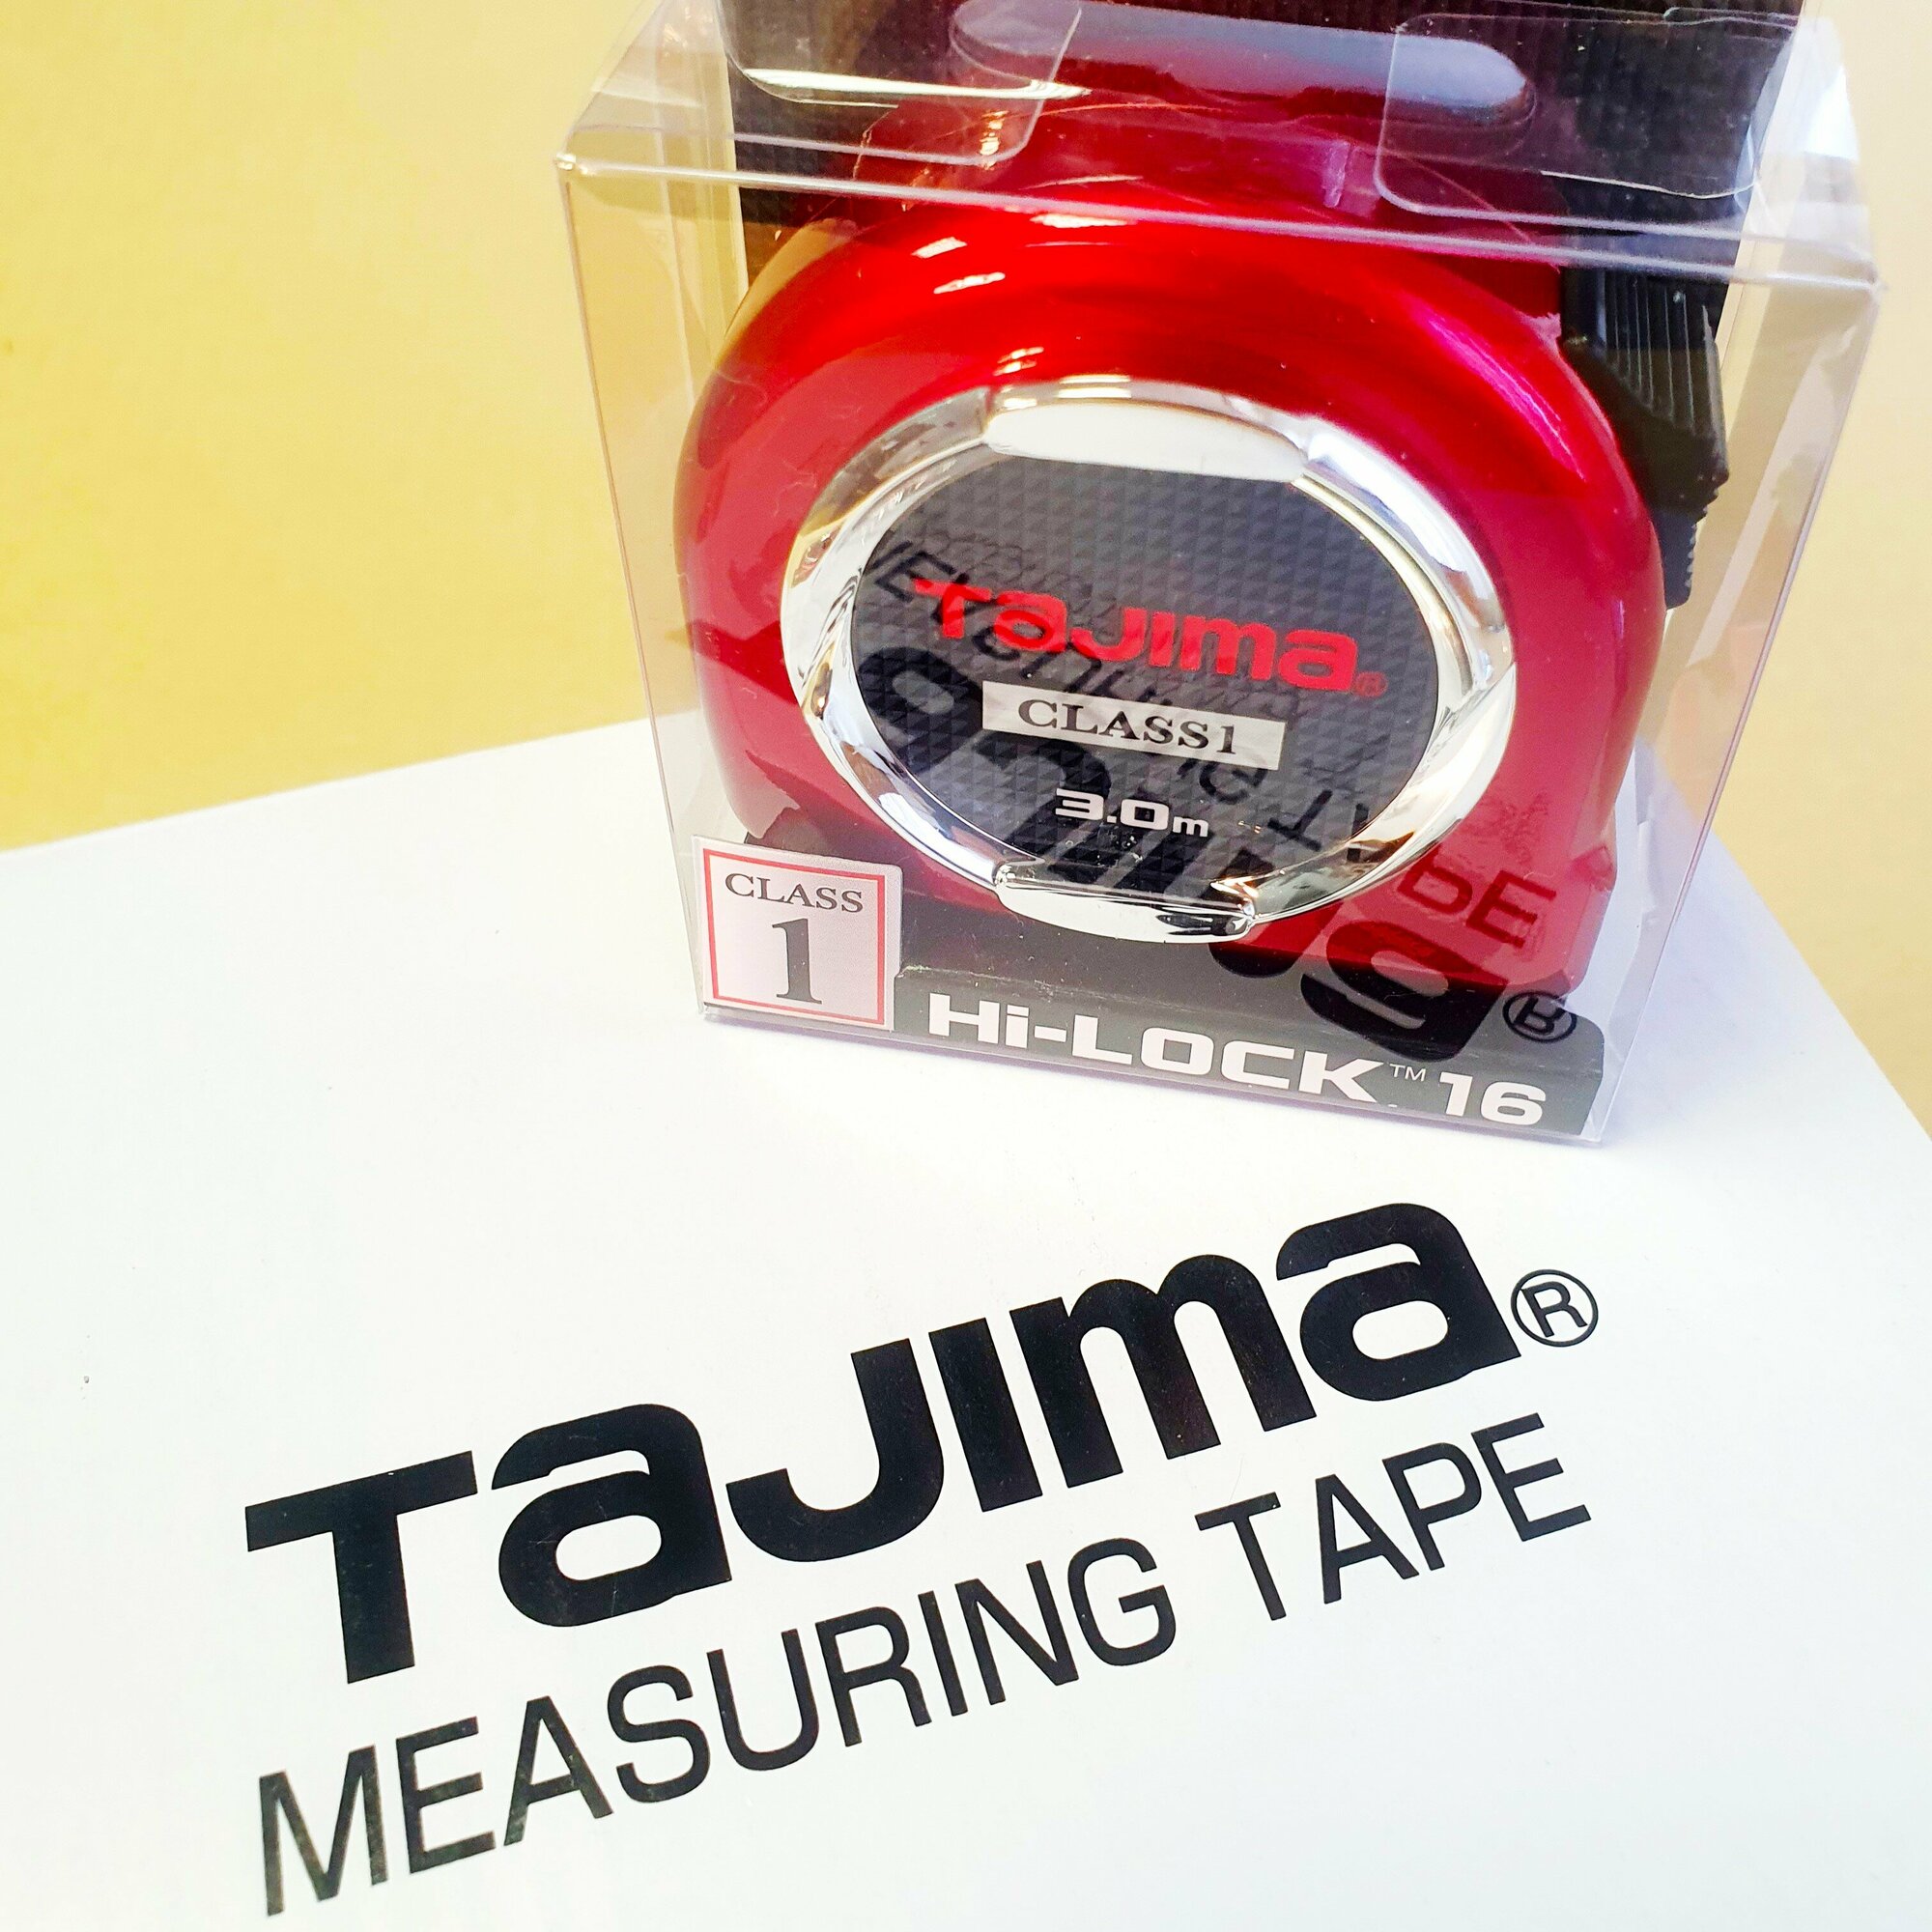 Tajima®
CLASS1
3.0m
CLASS
1
Hi-LOCK™ 16
Tajima®
MEASURING TAPE